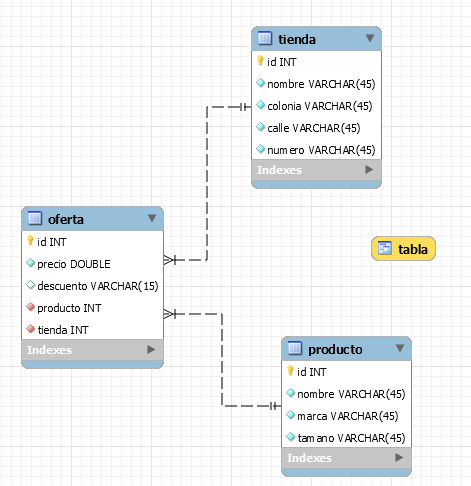 tienda
id INT
nombre VARCHAR(45)
colonia VARCHAR(45)
calle VARCHAR(45)
numero VARCHAR(45)
Indexes
oferta
id INT
precio DOUBLE
descuento VARCHAR(15)
producto INT
tienda INT
Indexes
tabla
producto
id INT
nombre VARCHAR(45)
marca VARCHAR(45)
tamano VARCHAR(45)
Indexes